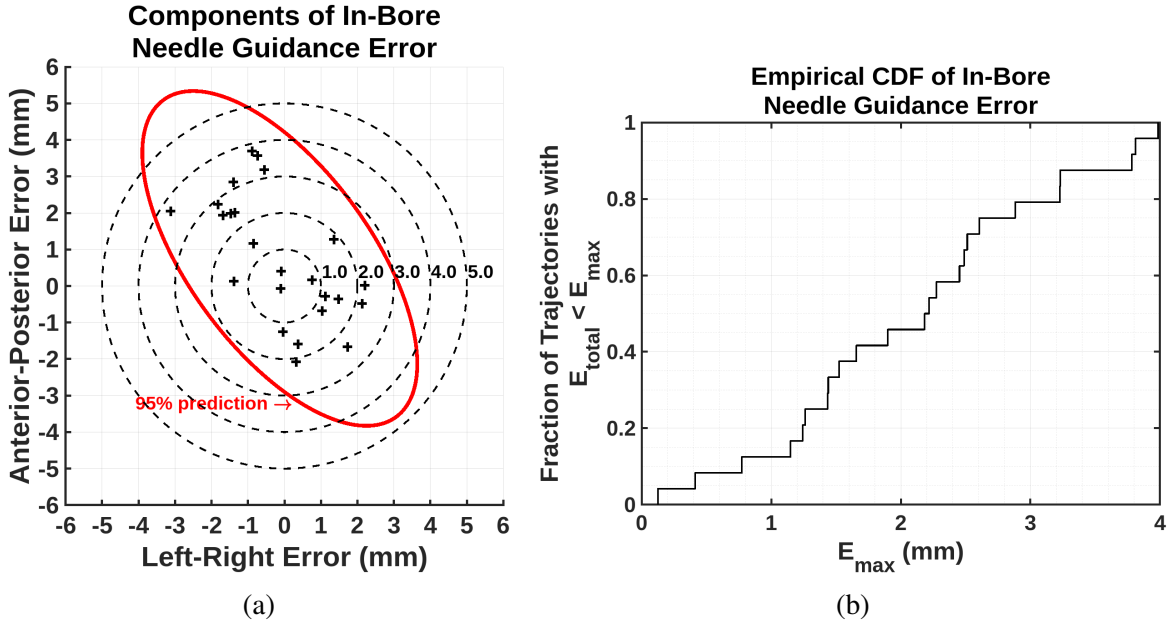 Components of In-Bore
Needle Guidance Error
Anterior-Posterior Error (mm)
6
5
4
3
2
1
0
-1
-2
-3
-4
-5
-6
1.0 2.0 3.0 4.0 5.0
95% prediction →
-6 -5 -4 -3 -2 -1 0 1 2 3 4 5 6
Left-Right Error (mm)
(a)
Empirical CDF of In-Bore
Needle Guidance Error
Fraction of Trajectories with
E_total < E_max
1
0.8
0.6
0.4
0.2
0
0 1 2 3 4
E_max (mm)
(b)